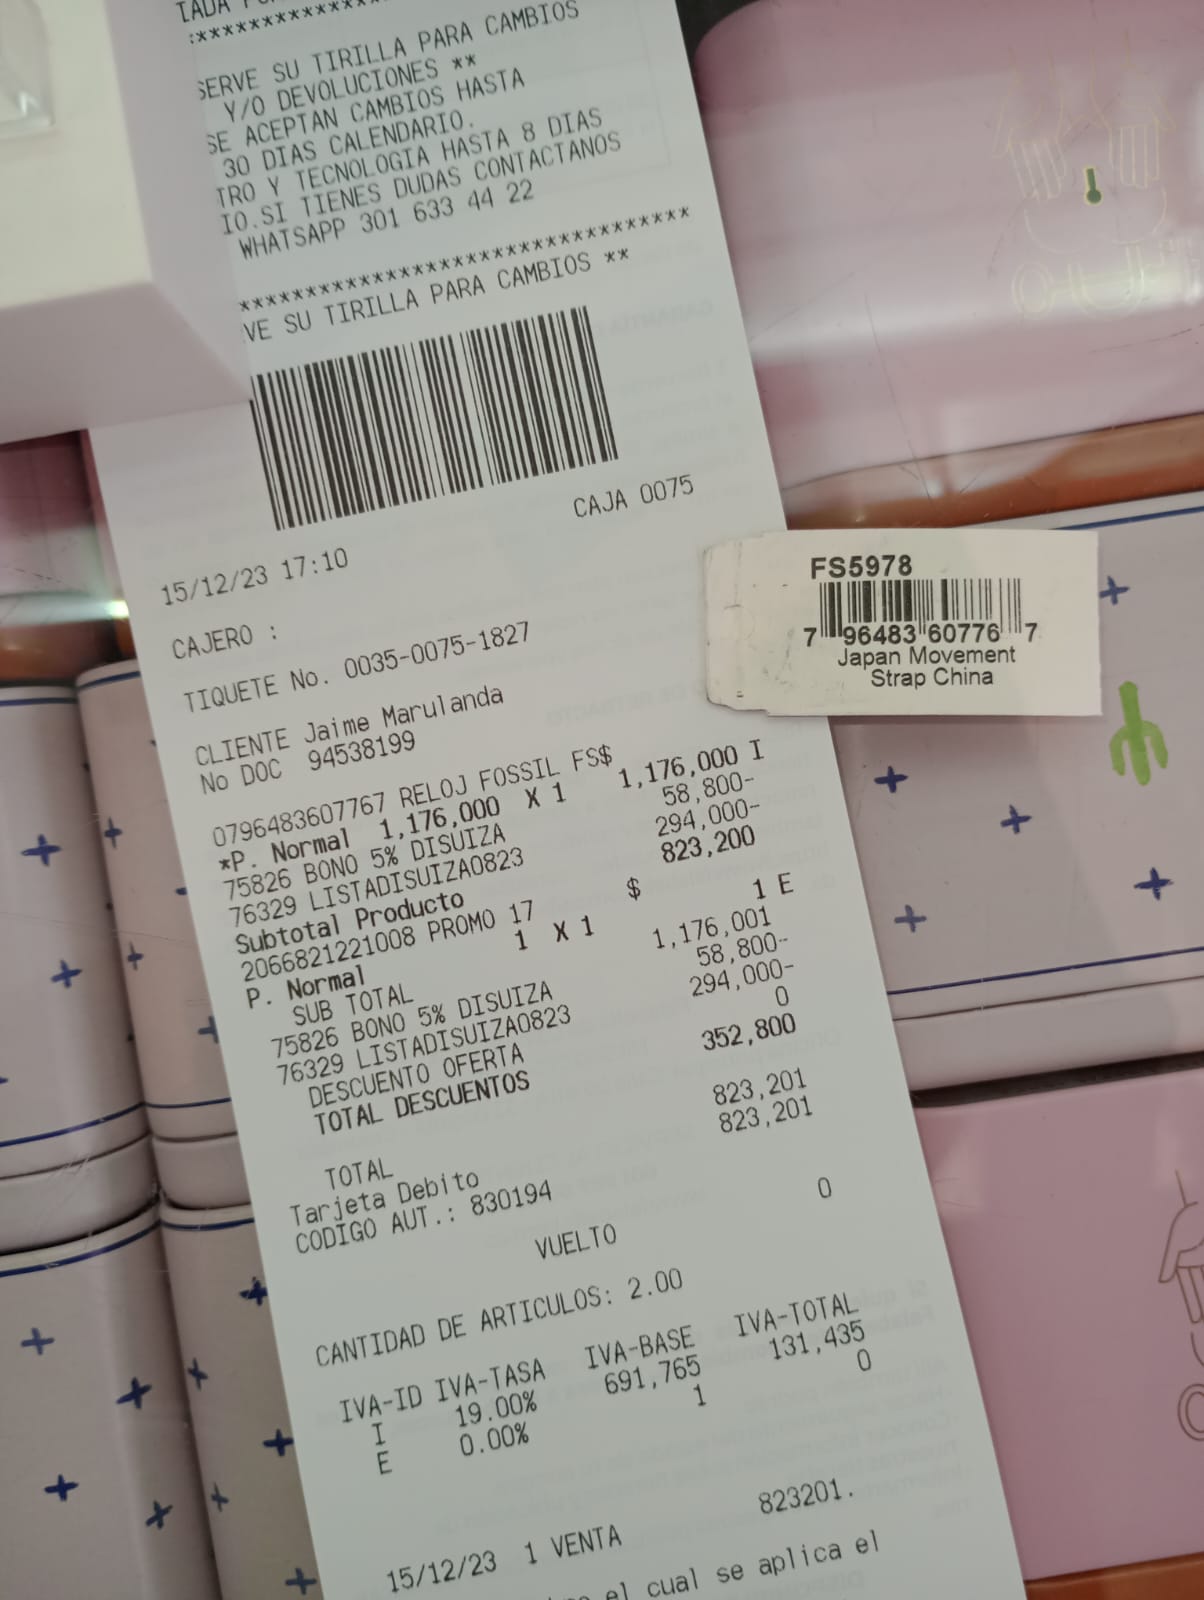 :************
SERVE SU TIRILLA PARA CAMBIOS
Y/O DEVOLUCIONES **
SE ACEPTAN CAMBIOS HASTA
30 DIAS CALENDARIO.
TRO Y TECNOLOGIA HASTA 8 DIAS
IO.SI TIENES DUDAS CONTACTANOS
WHATSAPP 301 633 44 22
***********************************
VE SU TIRILLA PARA CAMBIOS **
CAJA 0075
15/12/23 17:10
CAJERO :
TIQUETE No. 0035-0075-1827
CLIENTE Jaime Marulanda
No DOC 94538199
0796483607767 RELOJ FOSSIL FS$ 1,176,000 I
*P. Normal 1,176,000 X 1
75826 BONO 5% DISUIZA 58,800-
76329 LISTADISUIZA0823 294,000-
Subtotal Producto 823,200
2066821221008 PROMO 17 $ 1 E
P. Normal 1 X 1
SUB TOTAL 1,176,001
75826 BONO 5% DISUIZA 58,800-
76329 LISTADISUIZA0823 294,000-
DESCUENTO OFERTA 0
TOTAL DESCUENTOS 352,800
TOTAL 823,201
Tarjeta Debito 823,201
CODIGO AUT.: 830194
VUELTO 0
CANTIDAD DE ARTICULOS: 2.00
IVA-ID IVA-TASA IVA-BASE IVA-TOTAL
I 19.00% 691,765 131,435
E 0.00% 1 0
15/12/23 1 VENTA 823201.
el cual se aplica el
FS5978
7 96483 60776 7
Japan Movement
Strap China